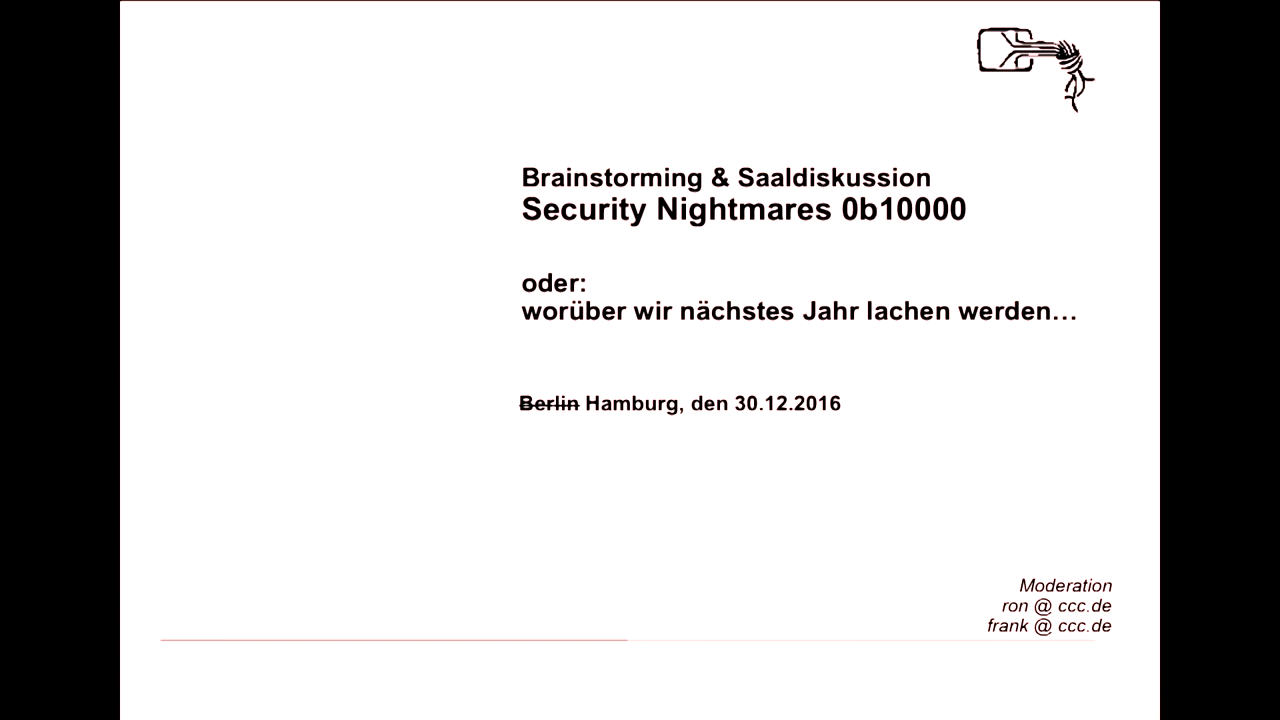 Brainstorming & Saaldiskussion
Security Nightmares 0b10000
oder:
worüber wir nächstes Jahr lachen werden…
Berlin Hamburg, den 30.12.2016
Moderation
ron @ ccc.de
frank @ ccc.de